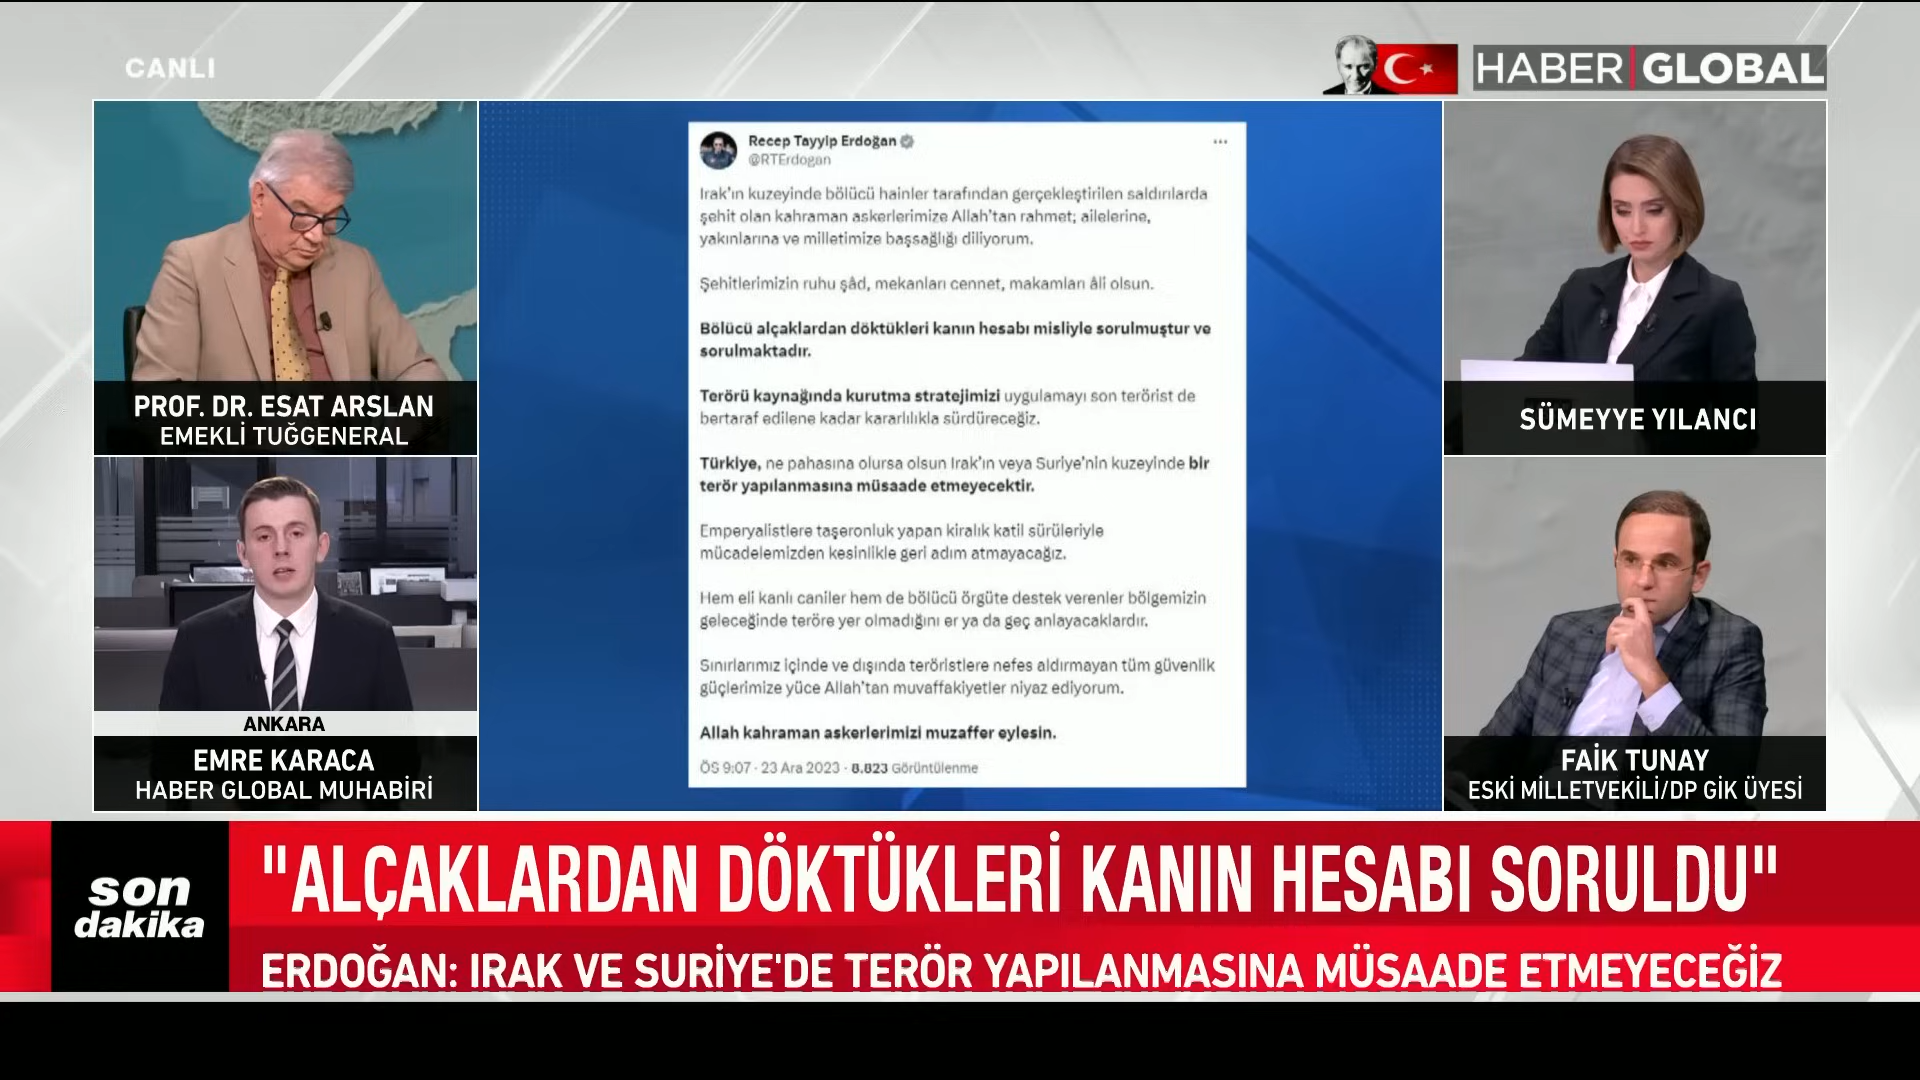 CANLI
HABER GLOBAL
PROF. DR. ESAT ARSLAN
EMEKLİ TUĞGENERAL
ANKARA
EMRE KARACA
HABER GLOBAL MUHABİRİ
Recep Tayyip Erdoğan
@RTErdogan
Irak'ın kuzeyinde bölücü hainler tarafından gerçekleştirilen saldırılarda
şehit olan kahraman askerlerimize Allah'tan rahmet; ailelerine,
yakınlarına ve milletimize başsağlığı diliyorum.
Şehitlerimizin ruhu şâd, mekanları cennet, makamları âli olsun.
Bölücü alçaklardan döktükleri kanın hesabı misliyle sorulmuştur ve
sorulmaktadır.
Terörü kaynağında kurutma stratejimizi uygulamayı son terörist de
bertaraf edilene kadar kararlılıkla sürdüreceğiz.
Türkiye, ne pahasına olursa olsun Irak'ın veya Suriye'nin kuzeyinde bir
terör yapılanmasına müsaade etmeyecektir.
Emperyalistlere taşeronluk yapan kiralık katil sürüleriyle
mücadelemizden kesinlikle geri adım atmayacağız.
Hem eli kanlı caniler hem de bölücü örgüte destek verenler bölgemizin
geleceğinde teröre yer olmadığını er ya da geç anlayacaklardır.
Sınırlarımız içinde ve dışında teröristlere nefes aldırmayan tüm güvenlik
güçlerimize yüce Allah'tan muvaffakiyetler niyaz ediyorum.
Allah kahraman askerlerimizi muzaffer eylesin.
ÖS 9:07 · 23 Ara 2023 · 8.823 Görüntülenme
SÜMEYYE YILANCI
FAİK TUNAY
ESKİ MİLLETVEKİLİ/DP GİK ÜYESİ
son
dakika
"ALÇAKLARDAN DÖKTÜKLERİ KANIN HESABI SORULDU"
ERDOĞAN: IRAK VE SURİYE'DE TERÖR YAPILANMASINA MÜSAADE ETMEYECEĞİZ